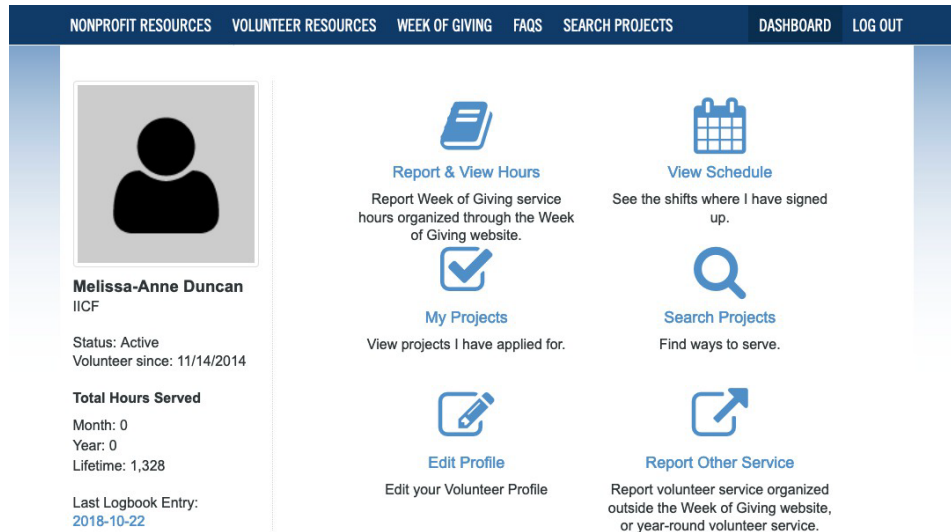 NONPROFIT RESOURCES VOLUNTEER RESOURCES WEEK OF GIVING FAQS SEARCH PROJECTS DASHBOARD LOG OUT
Melissa-Anne Duncan
IICF
Status: Active
Volunteer since: 11/14/2014
Total Hours Served
Month: 0
Year: 0
Lifetime: 1,328
Last Logbook Entry:
2018-10-22
Report & View Hours
Report Week of Giving service
hours organized through the Week
of Giving website.
View Schedule
See the shifts where I have signed
up.
My Projects
View projects I have applied for.
Search Projects
Find ways to serve.
Edit Profile
Edit your Volunteer Profile
Report Other Service
Report volunteer service organized
outside the Week of Giving website,
or year-round volunteer service.